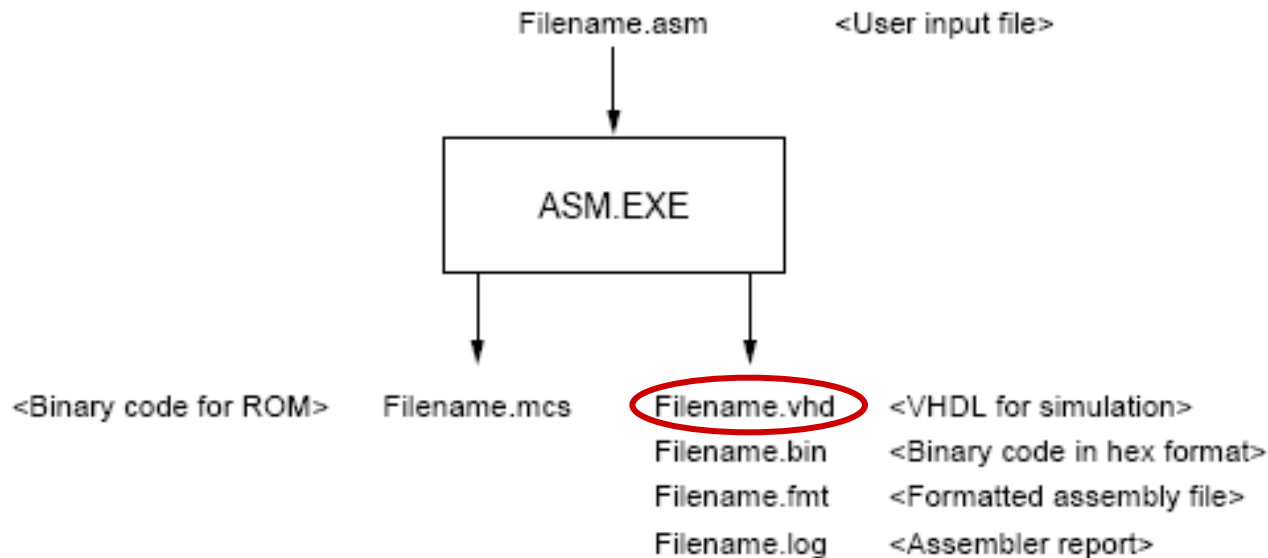 Filename.asm <User input file>
ASM.EXE
<Binary code for ROM> Filename.mcs Filename.vhd <VHDL for simulation>
Filename.bin <Binary code in hex format>
Filename.fmt <Formatted assembly file>
Filename.log <Assembler report>